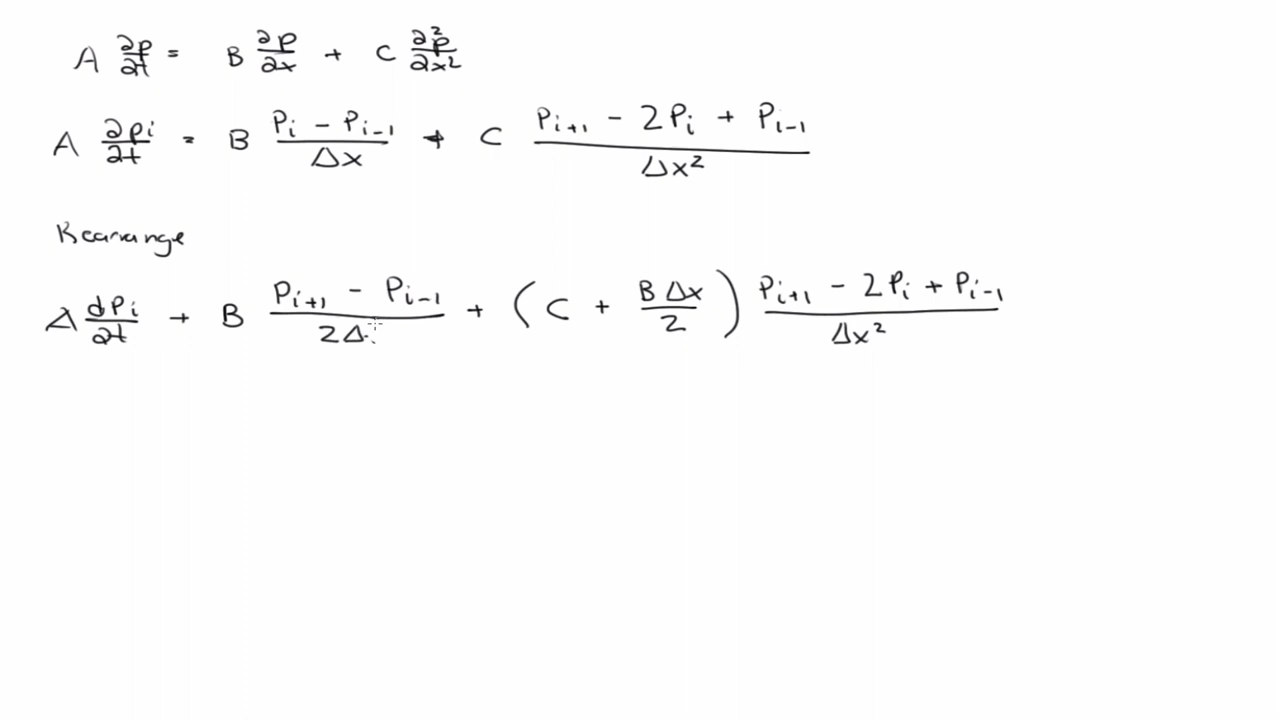 A ∂p/∂t = B ∂p/∂x + C ∂²p/∂x²
A ∂pi/∂t = B (Pi − Pi−1)/Δx + C (Pi+1 − 2Pi + Pi−1)/Δx²
Rearrange
A dPi/∂t + B (Pi+1 − Pi−1)/2Δ + (C + BΔx/2) (Pi+1 − 2Pi + Pi−1)/Δx²